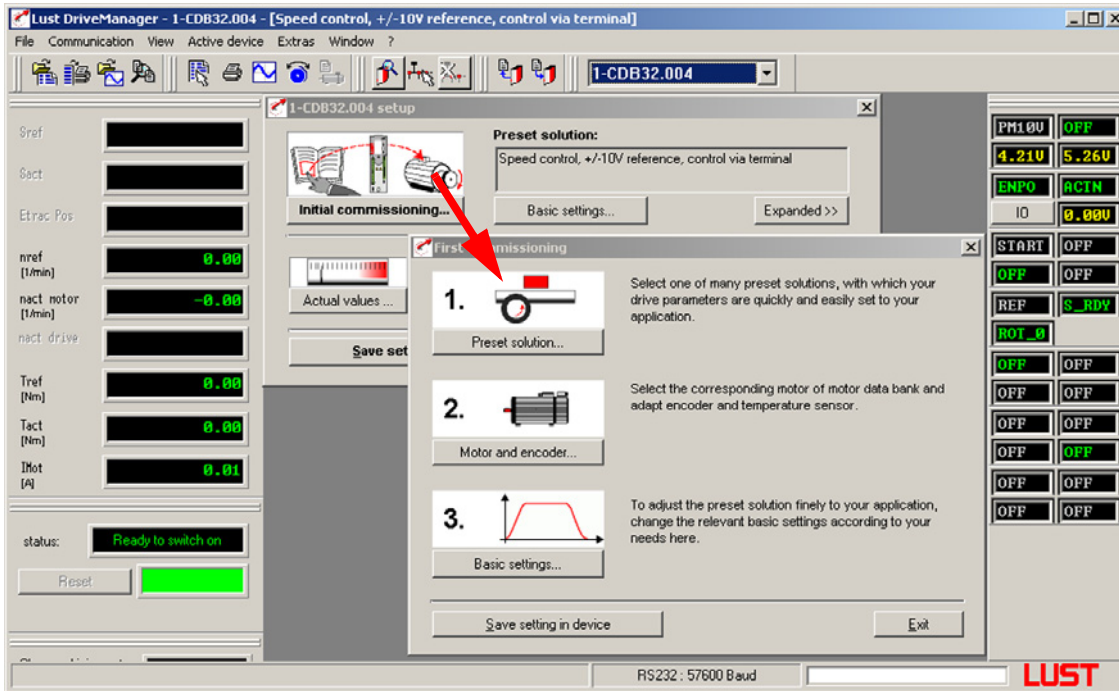 Lust DriveManager - 1-CDB32.004 - [Speed control, +/-10V reference, control via terminal]
File Communication View Active device Extras Window ?
1-CDB32.004
Sref
Sact
Etrac Pos
nref 0.00
[1/min]
nact motor -0.00
[1/min]
nact drive
Tref 0.00
[Nm]
Tact 0.00
[Nm]
IMot 0.01
[A]
status: Ready to switch on
Reset
1-CDB32.004 setup
Preset solution:
Speed control, +/-10V reference, control via terminal
Initial commissioning... Basic settings... Expanded >>
Actual values ...
Save set
First
missioning
1.
Select one of many preset solutions, with which your
drive parameters are quickly and easily set to your
application.
Preset solution...
2.
Select the corresponding motor of motor data bank and
adapt encoder and temperature sensor.
Motor and encoder...
3.
To adjust the preset solution finely to your application,
change the relevant basic settings according to your
needs here.
Basic settings...
Save setting in device Exit
PM10V OFF
4.21V 5.26V
ENPO ACTN
IO 0.00V
START OFF
OFF OFF
REF S_RDY
ROT_0
OFF OFF
OFF OFF
OFF OFF
OFF OFF
OFF OFF
OFF OFF
RS232 : 57600 Baud
LUST